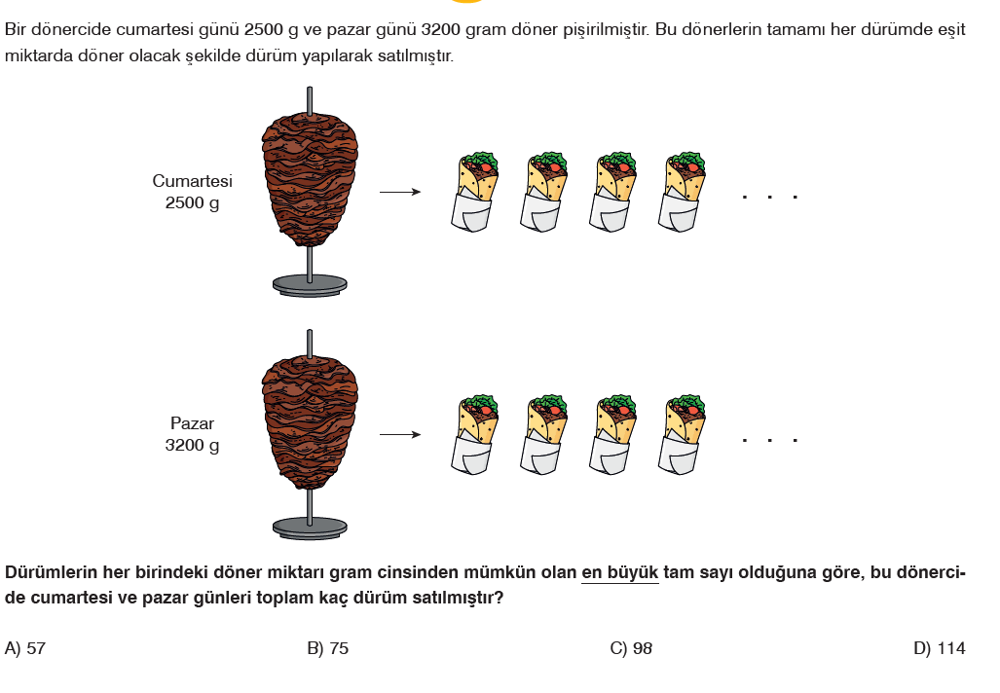 Bir dönercide cumartesi günü 2500 g ve pazar günü 3200 gram döner pişirilmiştir. Bu dönerlerin tamamı her dürümde eşit
miktarda döner olacak şekilde dürüm yapılarak satılmıştır.
Cumartesi
2500 g
. . .
Pazar
3200 g
. . .
Dürümlerin her birindeki döner miktarı gram cinsinden mümkün olan en büyük tam sayı olduğuna göre, bu dönerci-
de cumartesi ve pazar günleri toplam kaç dürüm satılmıştır?
A) 57 B) 75 C) 98 D) 114